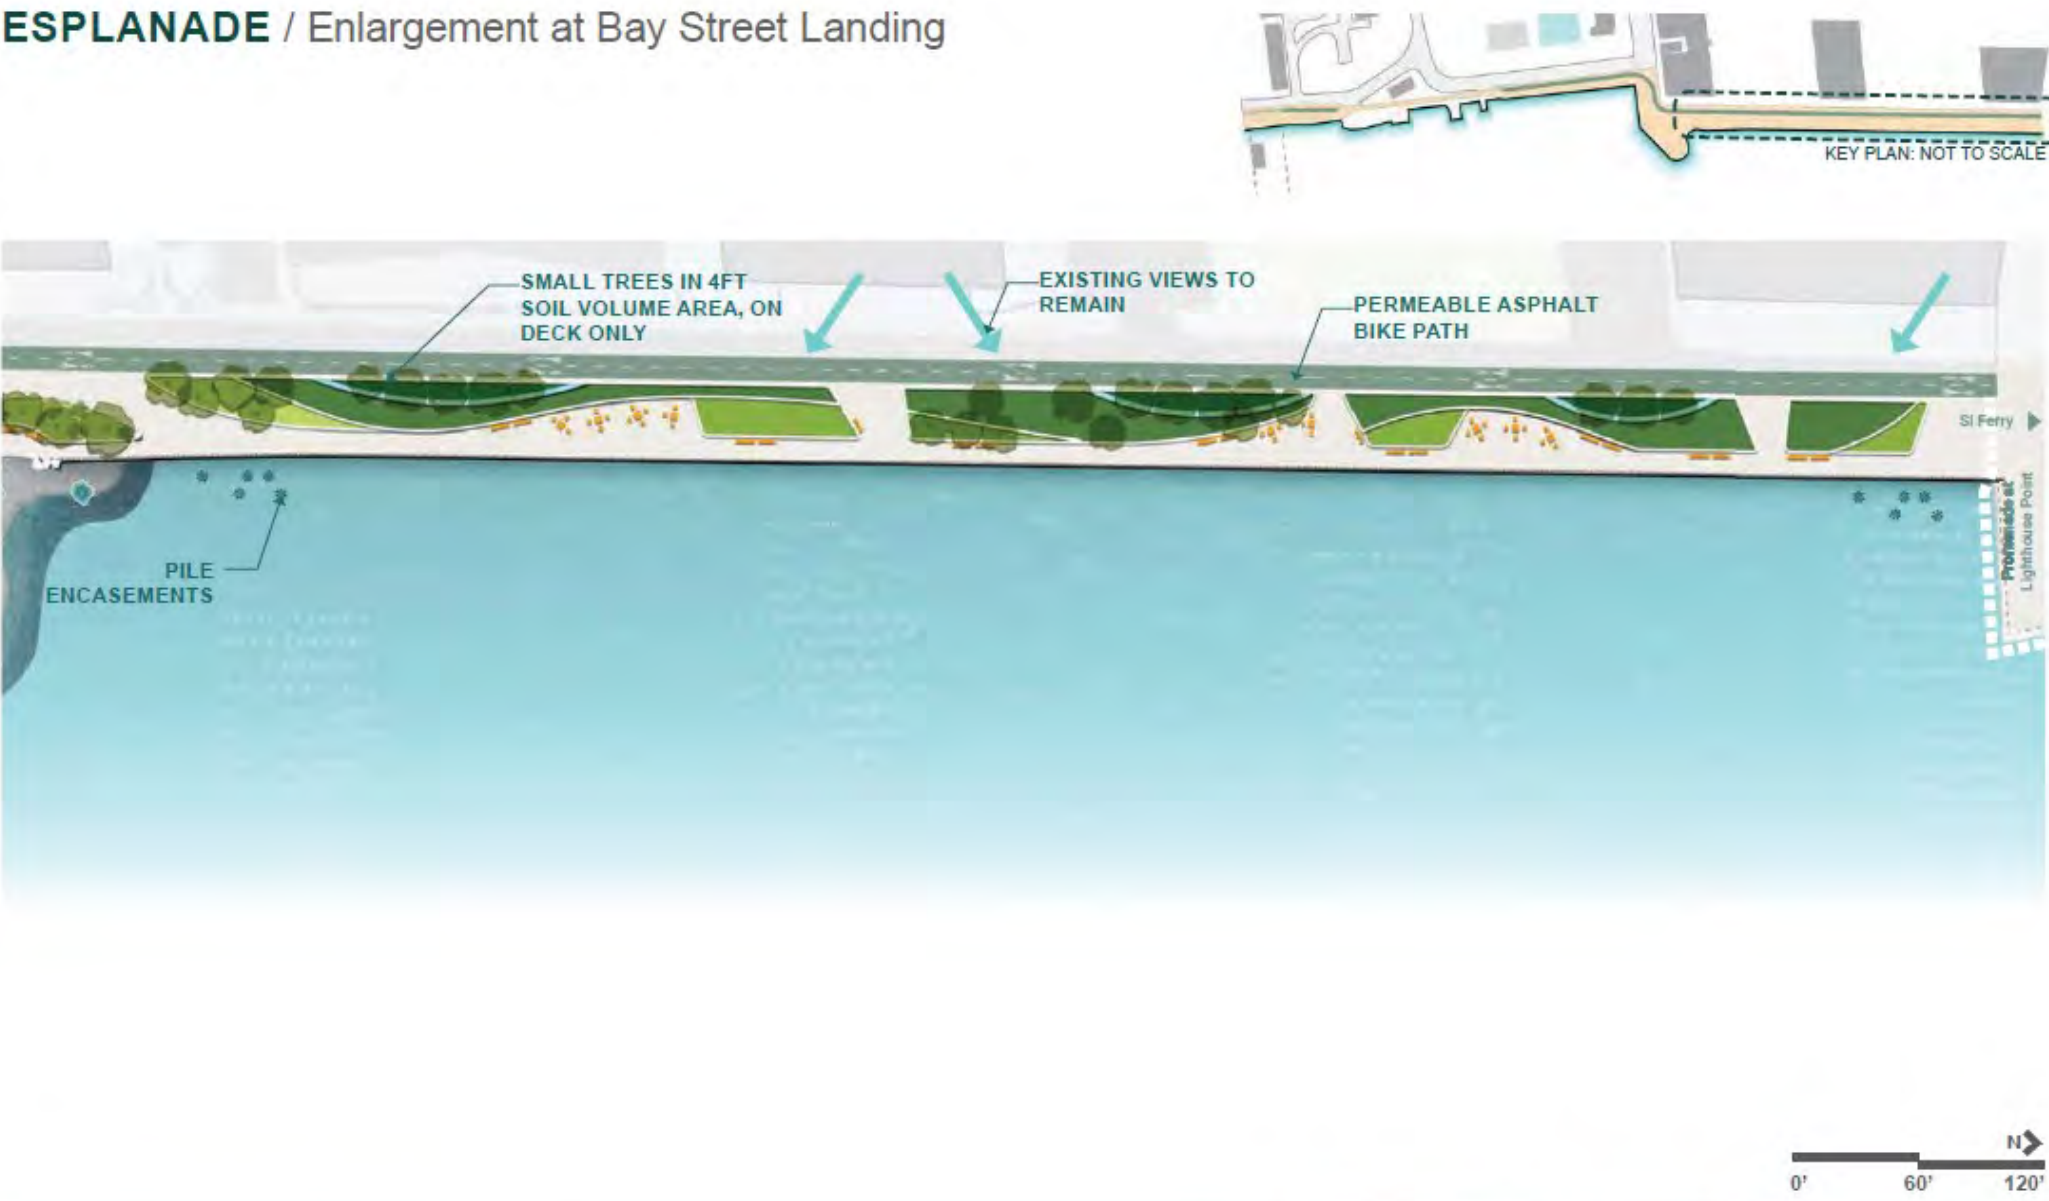 ESPLANADE / Enlargement at Bay Street Landing
KEY PLAN: NOT TO SCALE
SMALL TREES IN 4FT
SOIL VOLUME AREA, ON
DECK ONLY
EXISTING VIEWS TO
REMAIN
PERMEABLE ASPHALT
BIKE PATH
SI Ferry
PILE
ENCASEMENTS
Promenade at
Lighthouse Point
N
0' 60' 120'